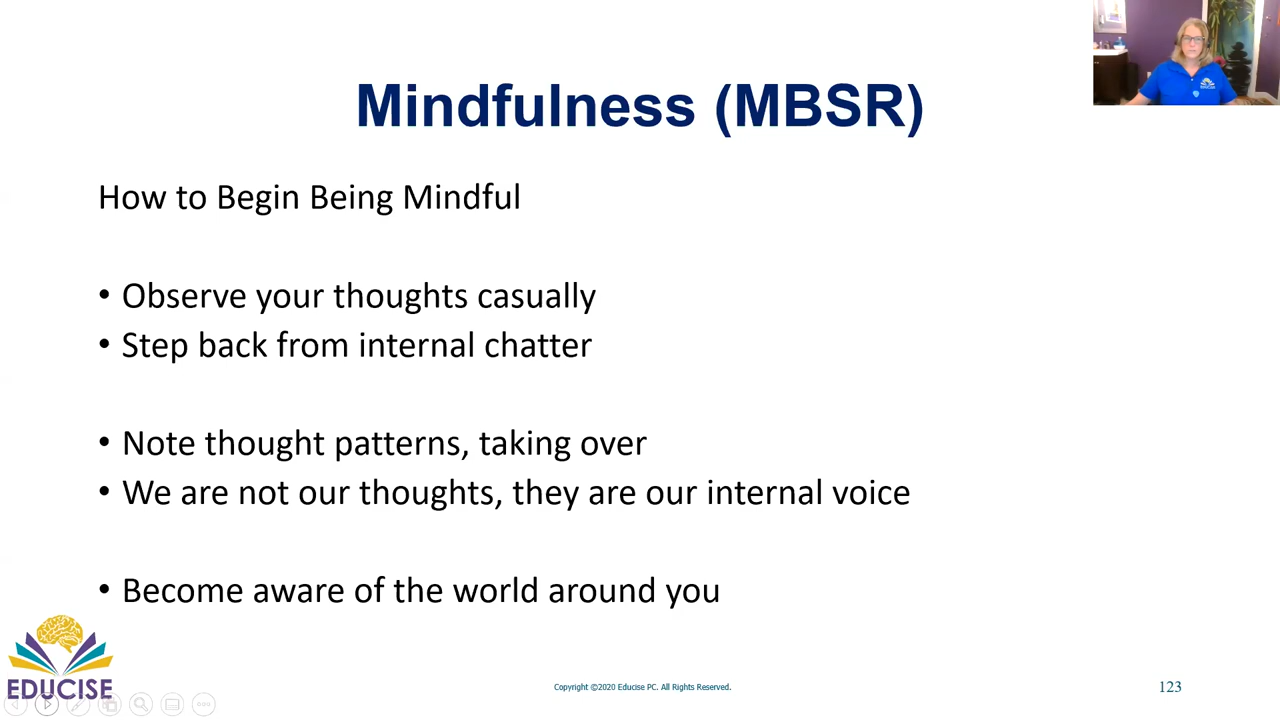 Mindfulness (MBSR)
How to Begin Being Mindful
• Observe your thoughts casually
• Step back from internal chatter
• Note thought patterns, taking over
• We are not our thoughts, they are our internal voice
• Become aware of the world around you
EDUCISE
Copyright ©2020 Educise PC. All Rights Reserved.
123